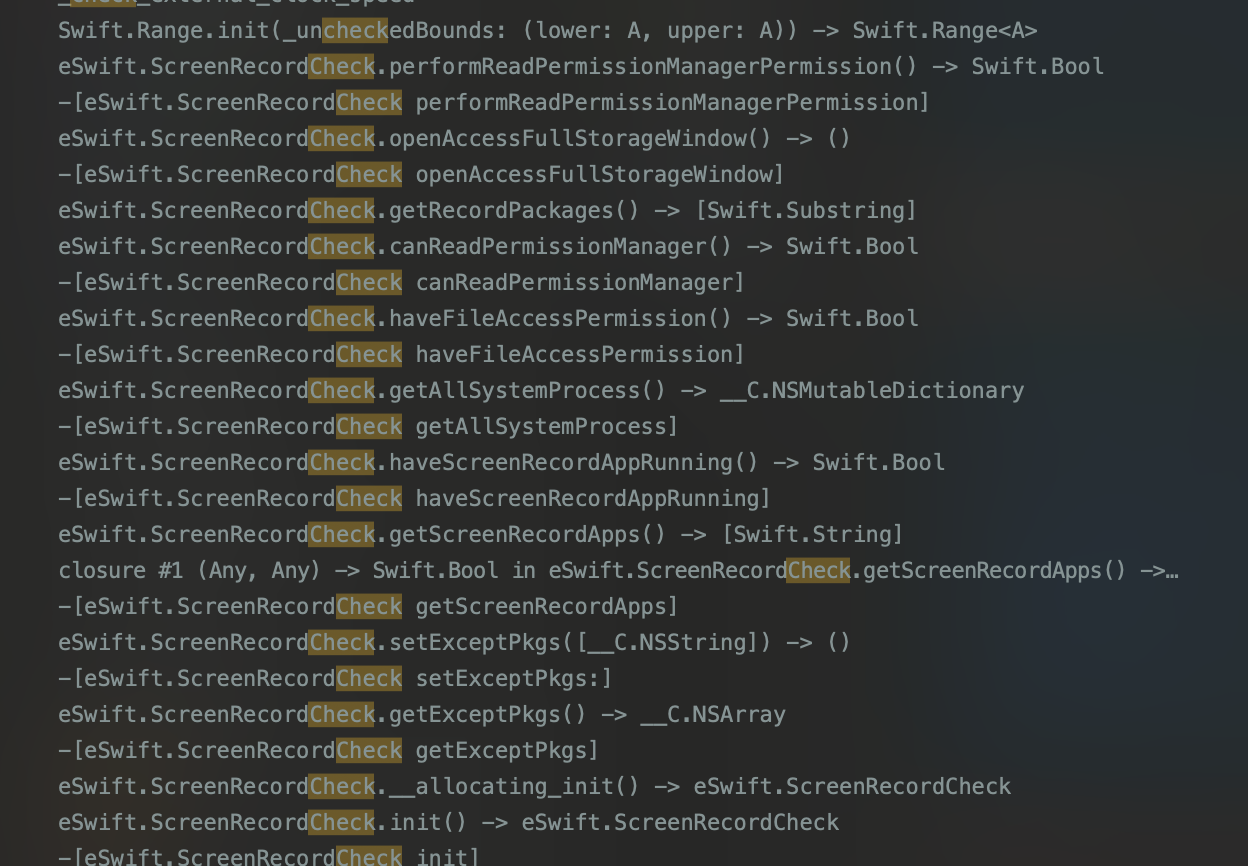 _check_external_clock_speed
Swift.Range.init(_uncheckedBounds: (lower: A, upper: A)) -> Swift.Range<A>
eSwift.ScreenRecordCheck.performReadPermissionManagerPermission() -> Swift.Bool
-[eSwift.ScreenRecordCheck performReadPermissionManagerPermission]
eSwift.ScreenRecordCheck.openAccessFullStorageWindow() -> ()
-[eSwift.ScreenRecordCheck openAccessFullStorageWindow]
eSwift.ScreenRecordCheck.getRecordPackages() -> [Swift.Substring]
eSwift.ScreenRecordCheck.canReadPermissionManager() -> Swift.Bool
-[eSwift.ScreenRecordCheck canReadPermissionManager]
eSwift.ScreenRecordCheck.haveFileAccessPermission() -> Swift.Bool
-[eSwift.ScreenRecordCheck haveFileAccessPermission]
eSwift.ScreenRecordCheck.getAllSystemProcess() -> __C.NSMutableDictionary
-[eSwift.ScreenRecordCheck getAllSystemProcess]
eSwift.ScreenRecordCheck.haveScreenRecordAppRunning() -> Swift.Bool
-[eSwift.ScreenRecordCheck haveScreenRecordAppRunning]
eSwift.ScreenRecordCheck.getScreenRecordApps() -> [Swift.String]
closure #1 (Any, Any) -> Swift.Bool in eSwift.ScreenRecordCheck.getScreenRecordApps() ->…
-[eSwift.ScreenRecordCheck getScreenRecordApps]
eSwift.ScreenRecordCheck.setExceptPkgs([__C.NSString]) -> ()
-[eSwift.ScreenRecordCheck setExceptPkgs:]
eSwift.ScreenRecordCheck.getExceptPkgs() -> __C.NSArray
-[eSwift.ScreenRecordCheck getExceptPkgs]
eSwift.ScreenRecordCheck.__allocating_init() -> eSwift.ScreenRecordCheck
eSwift.ScreenRecordCheck.init() -> eSwift.ScreenRecordCheck
-[eSwift.ScreenRecordCheck init]